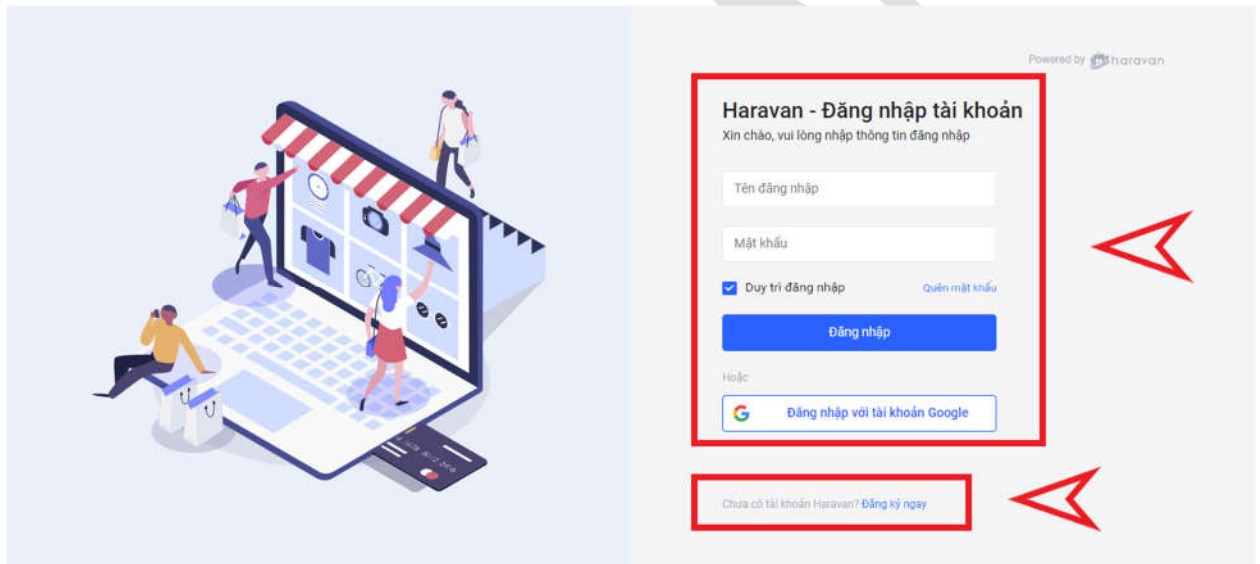 Powered by haravan
Haravan - Đăng nhập tài khoản
Xin chào, vui lòng nhập thông tin đăng nhập
Tên đăng nhập
Mật khẩu
Duy trì đăng nhập
Quên mật khẩu
Đăng nhập
Hoặc
Đăng nhập với tài khoản Google
Chưa có tài khoản Haravan? Đăng ký ngay